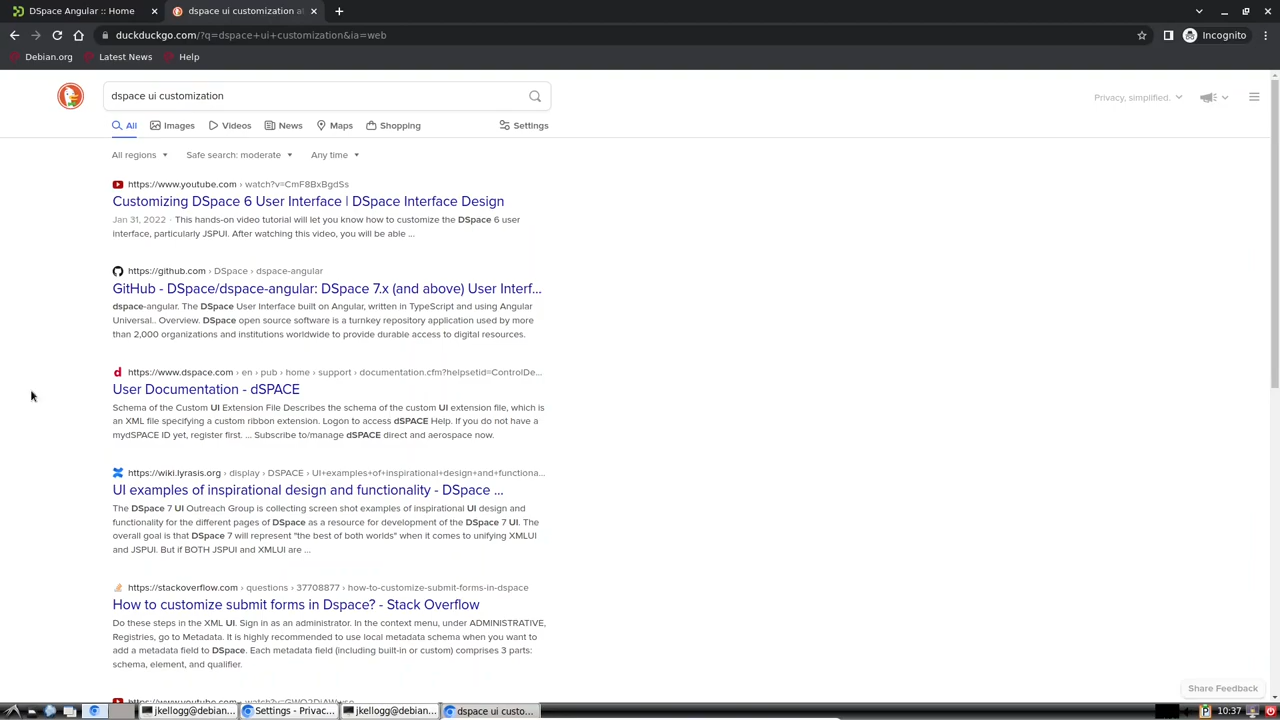 DSpace Angular :: Home
dspace ui customization a
duckduckgo.com/?q=dspace+ui+customization&ia=web
Incognito
Debian.org
Latest News
Help
dspace ui customization
Privacy, simplified.
All
Images
Videos
News
Maps
Shopping
Settings
All regions
Safe search: moderate
Any time
https://www.youtube.com › watch?v=CmF8BxBgdSs
Customizing DSpace 6 User Interface | DSpace Interface Design
Jan 31, 2022 · This hands-on video tutorial will let you know how to customize the DSpace 6 user
interface, particularly JSPUI. After watching this video, you will be able ...
https://github.com › DSpace › dspace-angular
GitHub - DSpace/dspace-angular: DSpace 7.x (and above) User Interf...
dspace-angular. The DSpace User Interface built on Angular, written in TypeScript and using Angular
Universal.. Overview. DSpace open source software is a turnkey repository application used by more
than 2,000 organizations and institutions worldwide to provide durable access to digital resources.
https://www.dspace.com › en › pub › home › support › documentation.cfm?helpsetid=ControlDe...
User Documentation - dSPACE
Schema of the Custom UI Extension File Describes the schema of the custom UI extension file, which is
an XML file specifying a custom ribbon extension. Logon to access dSPACE Help. If you do not have a
mydSPACE ID yet, register first. ... Subscribe to/manage dSPACE direct and aerospace now.
https://wiki.lyrasis.org › display › DSPACE › UI+examples+of+inspirational+design+and+functiona...
UI examples of inspirational design and functionality - DSpace ...
The DSpace 7 UI Outreach Group is collecting screen shot examples of inspirational UI design and
functionality for the different pages of DSpace as a resource for development of the DSpace 7 UI. The
overall goal is that DSpace 7 will represent "the best of both worlds" when it comes to unifying XMLUI
and JSPUI. But if BOTH JSPUI and XMLUI are ...
https://stackoverflow.com › questions › 37708877 › how-to-customize-submit-forms-in-dspace
How to customize submit forms in Dspace? - Stack Overflow
Do these steps in the XML UI. Sign in as an administrator. In the context menu, under ADMINISTRATIVE,
Registries, go to Metadata. It is highly recommended to use local metadata schema when you want to
add a metadata field to DSpace. Each metadata field (including built-in or custom) comprises 3 parts:
schema, element, and qualifier.
https://www.youtube.com
Share Feedback
jkellogg@debian...
Settings - Privac...
jkellogg@debian...
dspace ui custo...
10:37